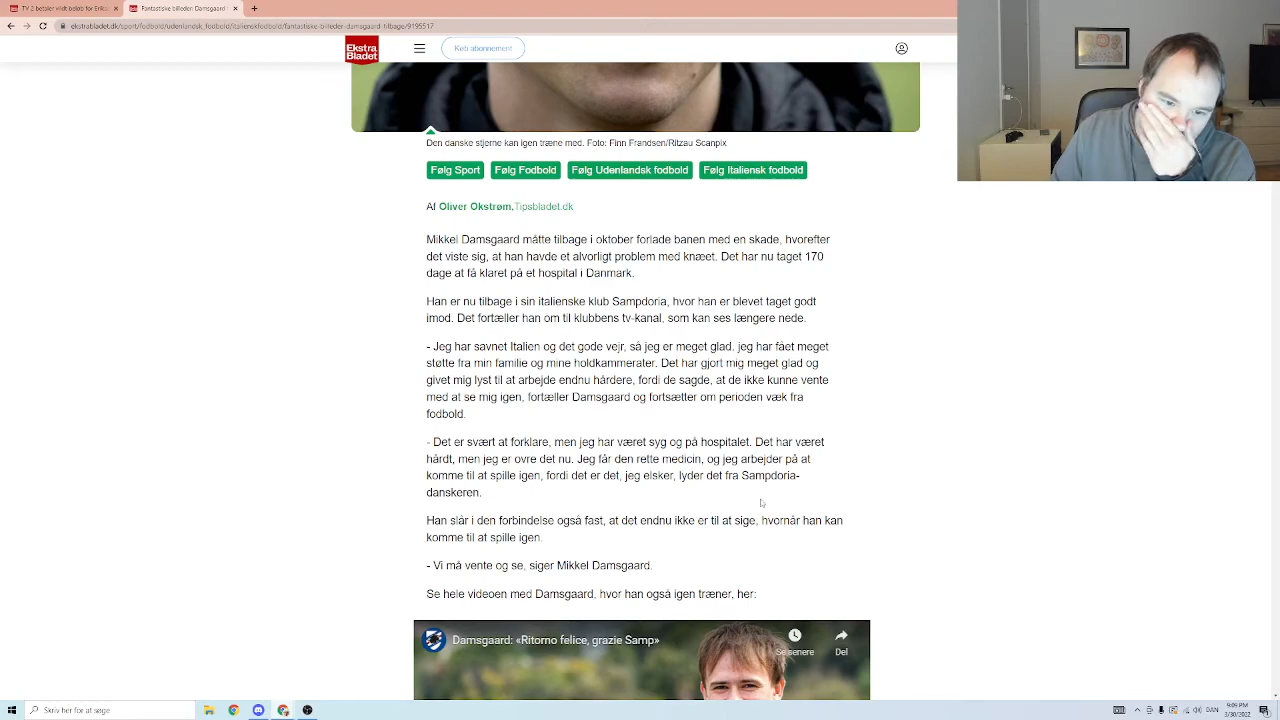 TV 2 betaler vildt beløb for Eriks
Fantastiske billeder: Damsgaard
ekstrabladet.dk/sport/fodbold/udenlandsk_fodbold/italienskfodbold/fantastiske-billeder-damsgaard-tilbage/9195517
Ekstra
Bladet
Køb abonnement
Den danske stjerne kan igen træne med. Foto: Finn Frandsen/Ritzau Scanpix
Følg Sport Følg Fodbold Følg Udenlandsk fodbold Følg Italiensk fodbold
Af Oliver Okstrøm,Tipsbladet.dk
Mikkel Damsgaard måtte tilbage i oktober forlade banen med en skade, hvorefter
det viste sig, at han havde et alvorligt problem med knæet. Det har nu taget 170
dage at få klaret på et hospital i Danmark.
Han er nu tilbage i sin italienske klub Sampdoria, hvor han er blevet taget godt
imod. Det fortæller han om til klubbens tv-kanal, som kan ses længere nede.
- Jeg har savnet Italien og det gode vejr, så jeg er meget glad. jeg har fået meget
støtte fra min familie og mine holdkammerater. Det har gjort mig meget glad og
givet mig lyst til at arbejde endnu hårdere, fordi de sagde, at de ikke kunne vente
med at se mig igen, fortæller Damsgaard og fortsætter om perioden væk fra
fodbold.
- Det er svært at forklare, men jeg har været syg og på hospitalet. Det har været
hårdt, men jeg er ovre det nu. Jeg får den rette medicin, og jeg arbejder på at
komme til at spille igen, fordi det er det, jeg elsker, lyder det fra Sampdoria-
danskeren.
Han slår i den forbindelse også fast, at det endnu ikke er til at sige, hvornår han kan
komme til at spille igen.
- Vi må vente og se, siger Mikkel Damsgaard.
Se hele videoen med Damsgaard, hvor han også igen træner, her:
Damsgaard: «Ritorno felice, grazie Samp»
Se senere
Del
Skriv her for at søge
DAN
9:09 PM
3/30/2022